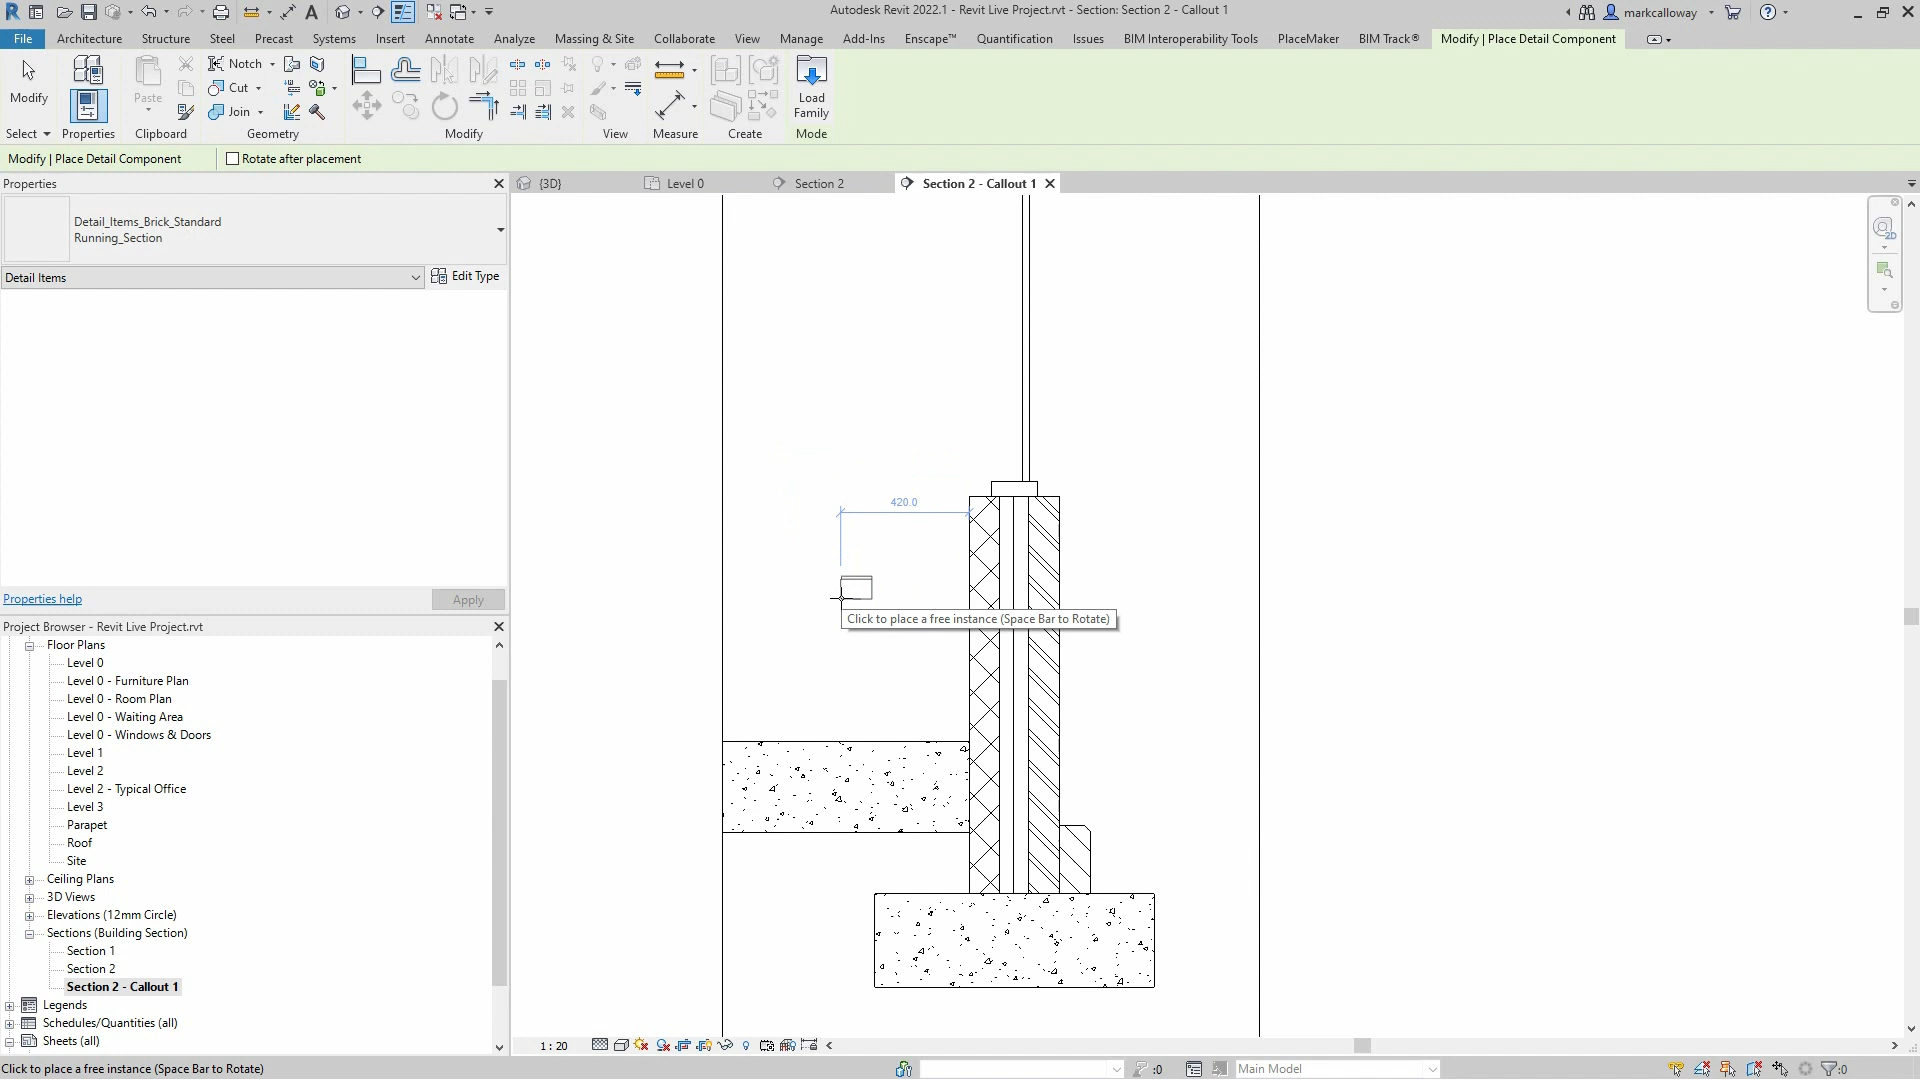 Autodesk Revit 2022.1 - Revit Live Project.rvt - Section: Section 2 - Callout 1
markcalloway
File
Architecture
Structure
Steel
Precast
Systems
Insert
Annotate
Analyze
Massing & Site
Collaborate
View
Manage
Add-Ins
Enscape™
Quantification
Issues
BIM Interoperability Tools
PlaceMaker
BIM Track®
Modify | Place Detail Component
Modify
Paste
Notch
Cut
Join
Load
Family
Select
Properties
Clipboard
Geometry
Modify
View
Measure
Create
Mode
Modify | Place Detail Component
Rotate after placement
Properties
{3D}
Level 0
Section 2
Section 2 - Callout 1
Detail_Items_Brick_Standard
Running_Section
Detail Items
Edit Type
2D
420.0
Click to place a free instance (Space Bar to Rotate)
Properties help
Apply
Project Browser - Revit Live Project.rvt
Floor Plans
Level 0
Level 0 - Furniture Plan
Level 0 - Room Plan
Level 0 - Waiting Area
Level 0 - Windows & Doors
Level 1
Level 2
Level 2 - Typical Office
Level 3
Parapet
Roof
Site
Ceiling Plans
3D Views
Elevations (12mm Circle)
Sections (Building Section)
Section 1
Section 2
Section 2 - Callout 1
Legends
Schedules/Quantities (all)
Sheets (all)
1 : 20
Click to place a free instance (Space Bar to Rotate)
:0
Main Model
:0